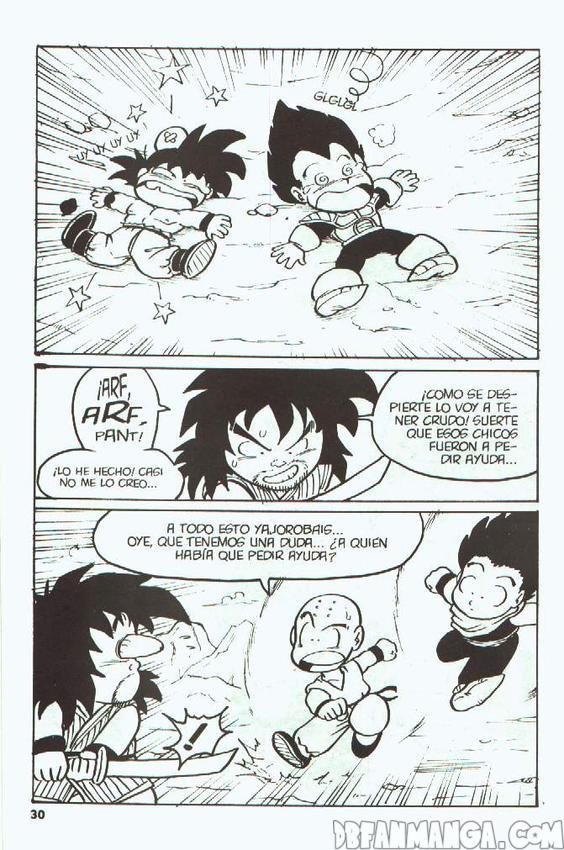 GLGLGL
UY UY UY UY
¡ARF,
ARF,
PANT!
¡LO HE HECHO! CASI
NO ME LO CREO...
¡COMO SE DES-
PIERTE LO VOY A TE-
NER CRUDO! SUERTE
QUE ESOS CHICOS
FUERON A PE-
DIR AYUDA...
A TODO ESTO YAJOROBAIS...
OYE, QUE TENEMOS UNA DUDA... ¿A QUIEN
HABÍA QUE PEDIR AYUDA?
!
30
DBFANMANGA.COM